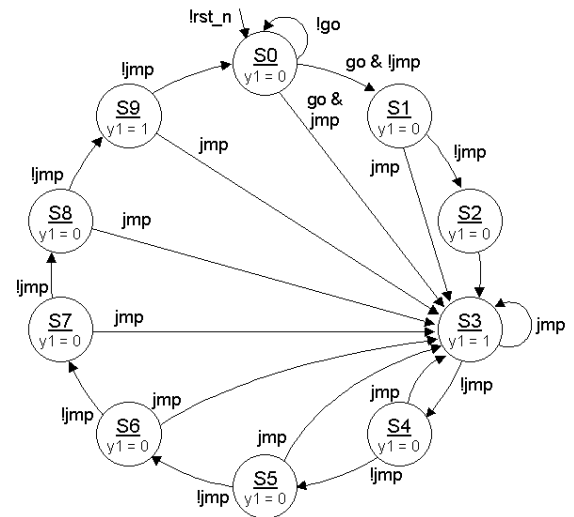 !rst_n
!go
S0
y1 = 0
go & !jmp
!jmp
S9
y1 = 1
go &
jmp
S1
y1 = 0
jmp
jmp
!jmp
!jmp
S8
y1 = 0
jmp
S2
y1 = 0
!jmp
S7
y1 = 0
jmp
S3
y1 = 1
jmp
!jmp
S6
y1 = 0
jmp
jmp
!jmp
S4
y1 = 0
jmp
!jmp
S5
y1 = 0
!jmp